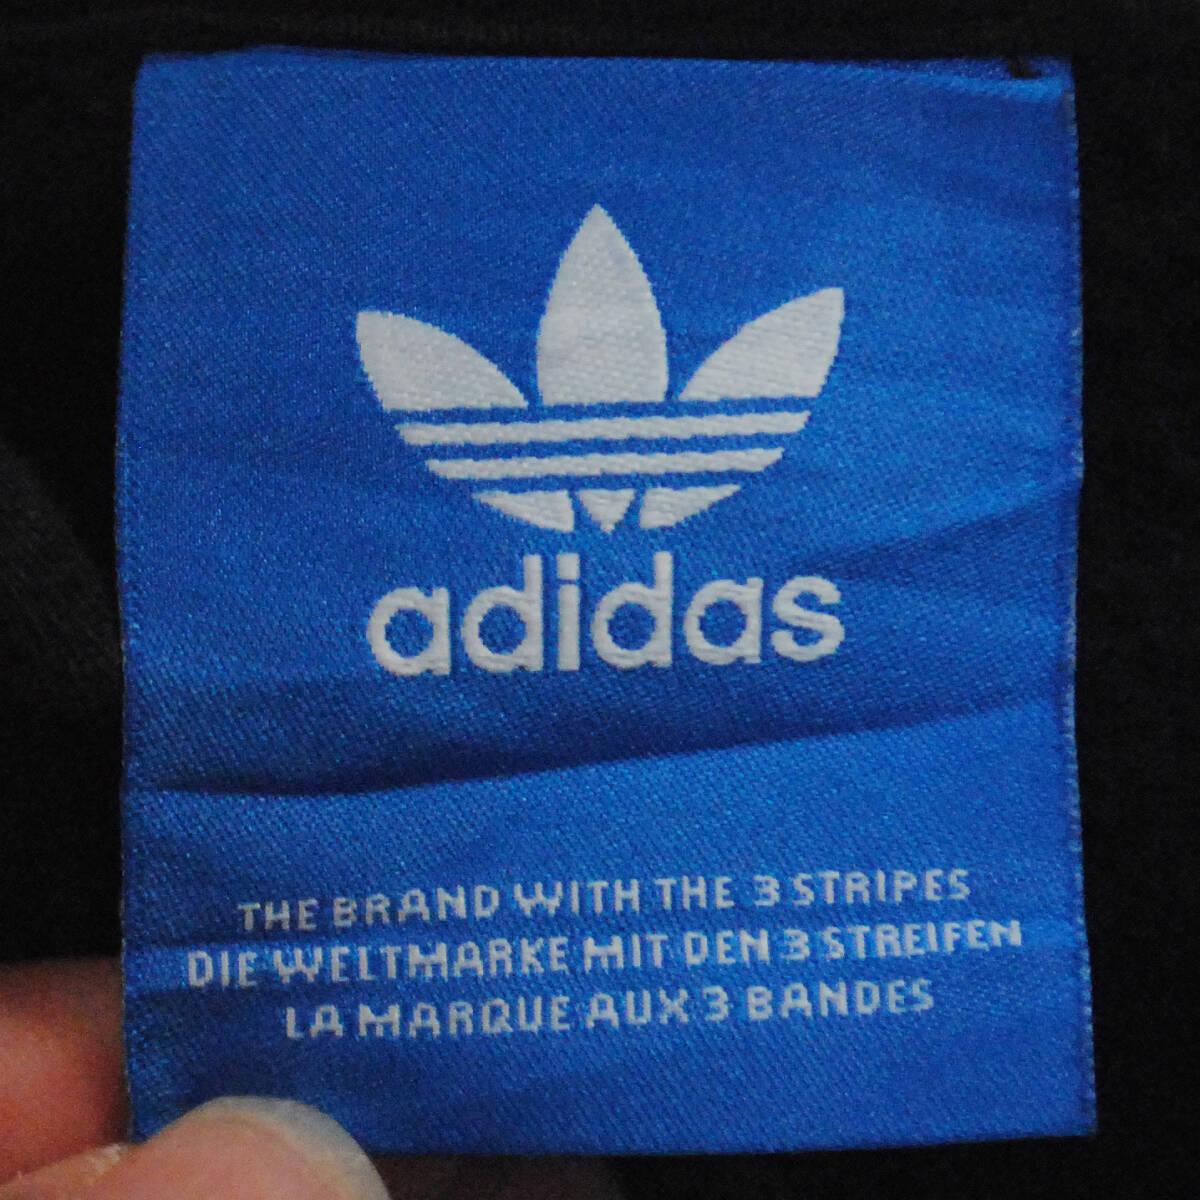 adidas
THE BRAND WITH THE 3 STRIPES
DIE WELTMARKE MIT DEN 3 STREIFEN
LA MARQUE AUX 3 BANDES